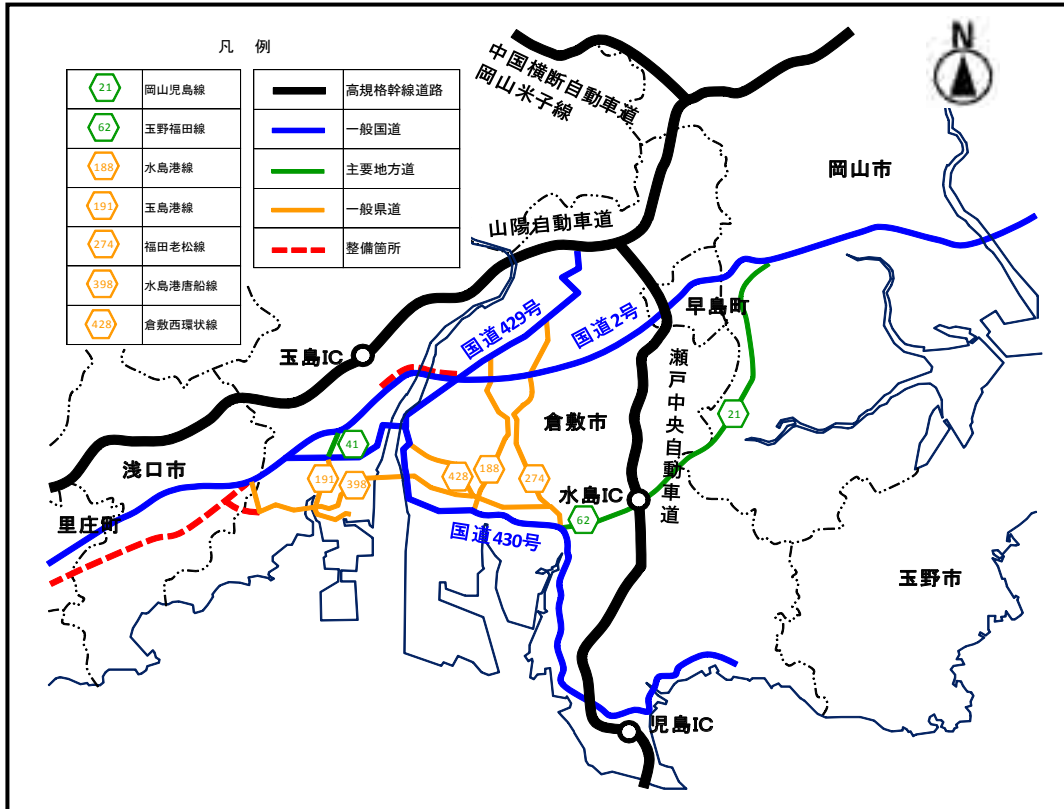 凡 例
21 岡山児島線
62 玉野福田線
188 水島港線
191 玉島港線
274 福田老松線
398 水島港唐船線
428 倉敷西環状線
高規格幹線道路
一般国道
主要地方道
一般県道
整備箇所
N
中国横断自動車道
岡山米子線
岡山市
山陽自動車道
国道429号
国道2号
早島町
玉島IC
瀬戸中央自動車道
倉敷市
21
41
浅口市
191
398
428
188
274
水島IC
里庄町
62
国道430号
玉野市
児島IC